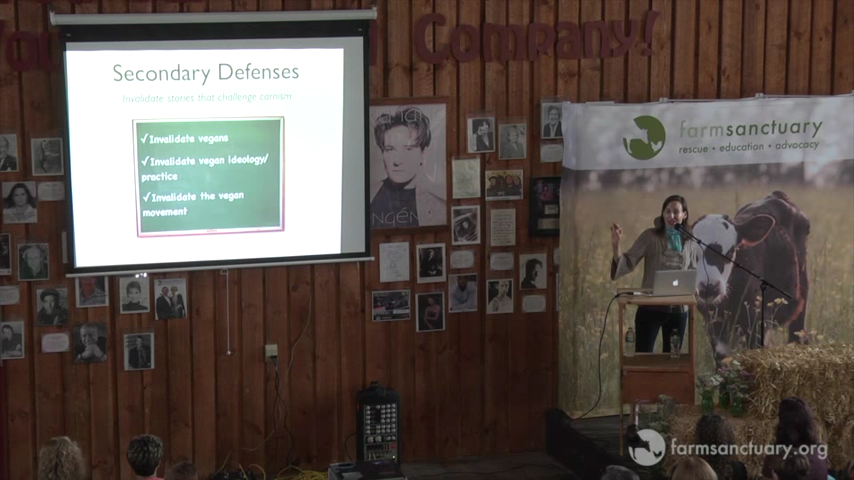 Company!
Secondary Defenses
Invalidate stories that challenge carnism
✓Invalidate vegans
✓Invalidate vegan ideology/
practice
✓Invalidate the vegan
movement
farmsanctuary
rescue • education • advocacy
farmsanctuary.org